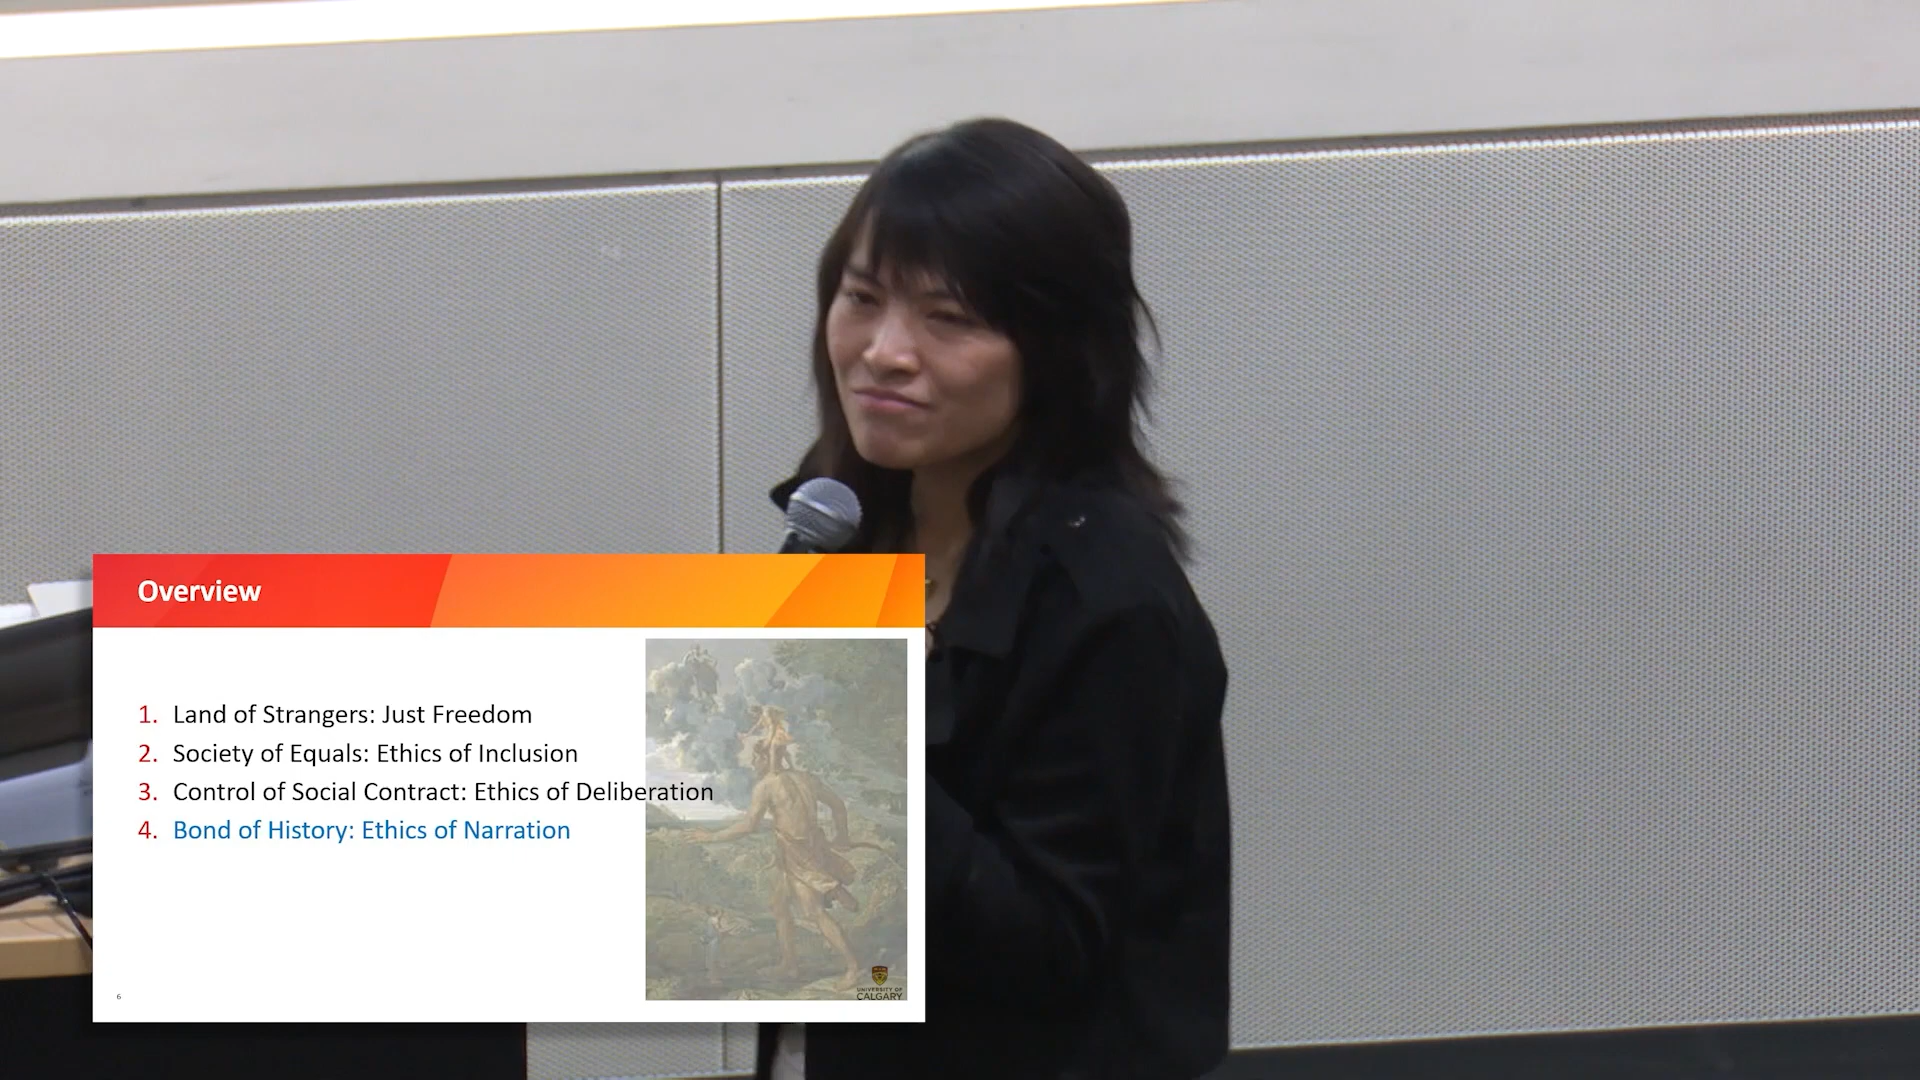 Overview
1. Land of Strangers: Just Freedom
2. Society of Equals: Ethics of Inclusion
3. Control of Social Contract: Ethics of Deliberation
4. Bond of History: Ethics of Narration
6
UNIVERSITY OF
CALGARY